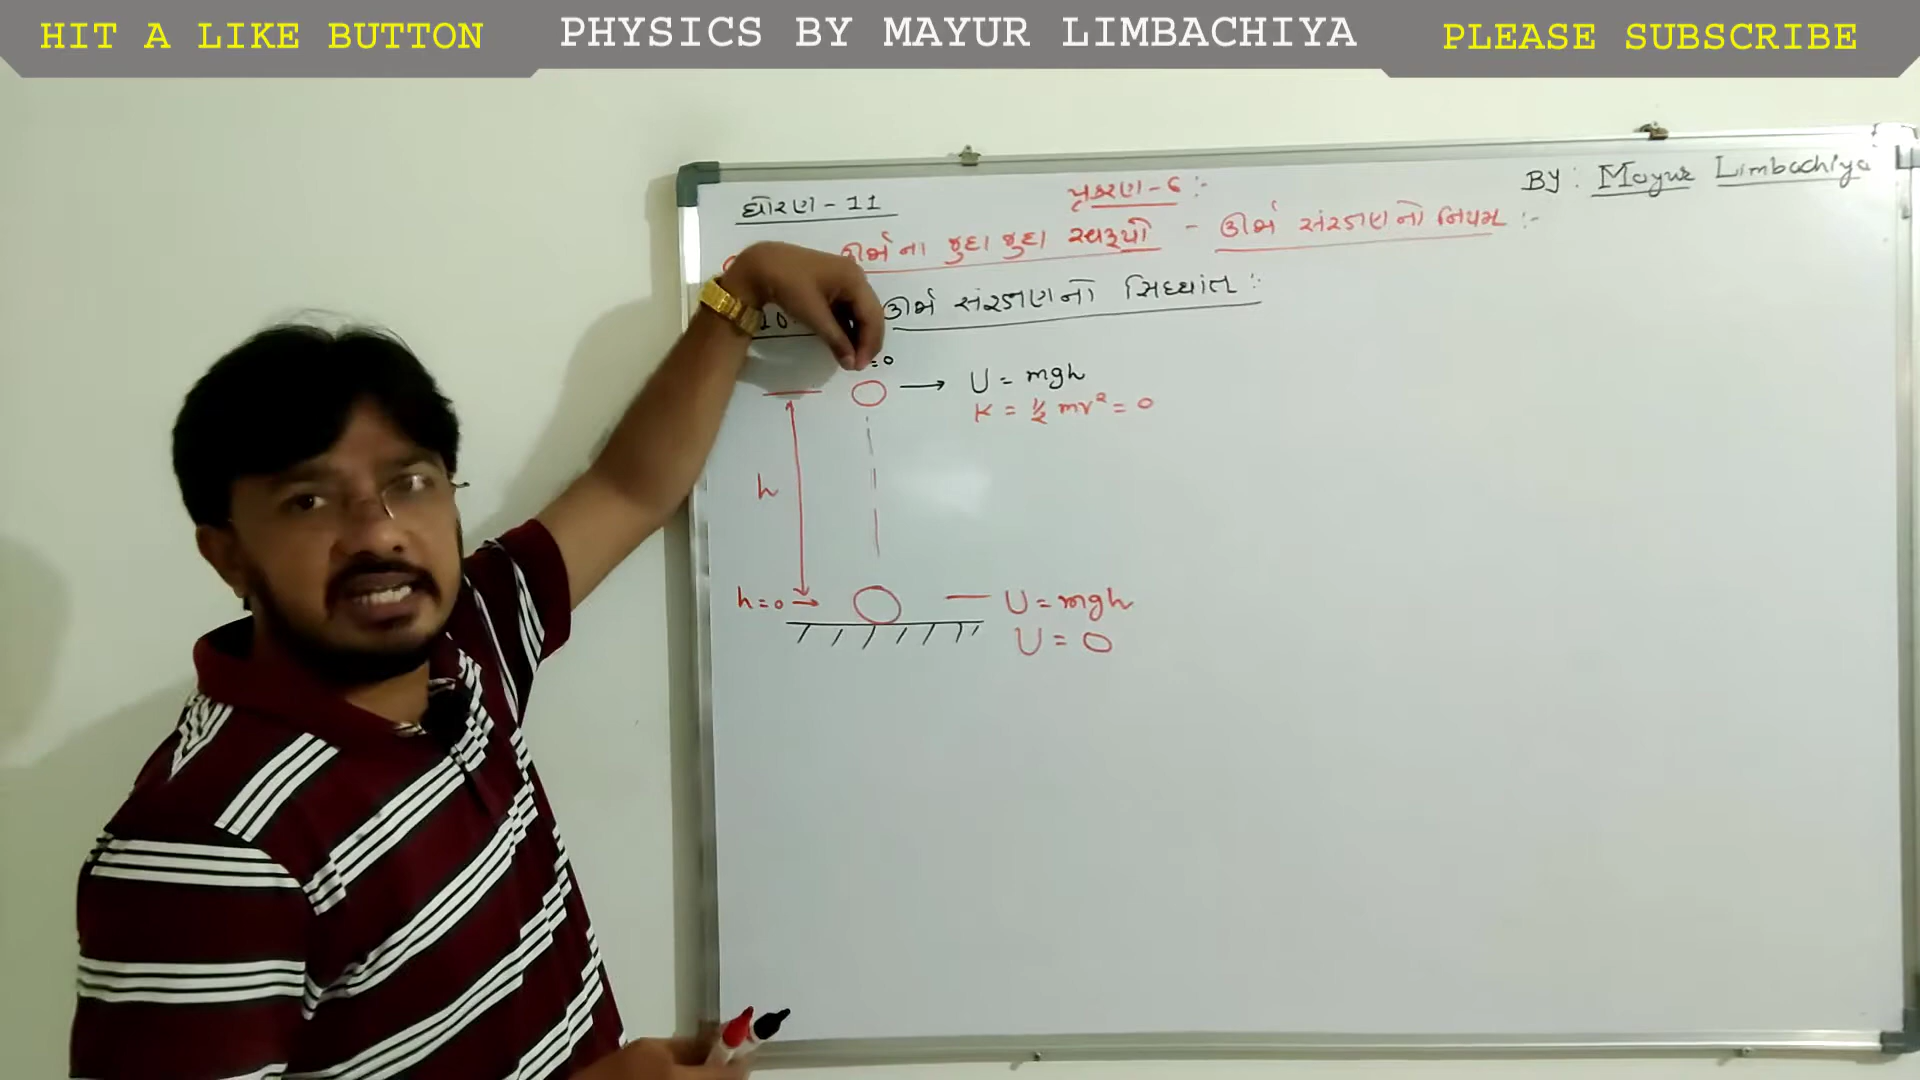 HIT A LIKE BUTTON
PHYSICS BY MAYUR LIMBACHIYA
PLEASE SUBSCRIBE
BY : Mayur Limbachiya
ધોરણ - 11
પ્રકરણ - 6 :-
ઊર્જાના જુદા જુદા સ્વરૂપો - ઊર્જા સંરક્ષણનો નિયમ :-
ઊર્જા સંરક્ષણનો સિધ્ધાંત :-
= 0
U = mgh
K = ½ mv² = 0
h
h = 0
U = mgh
U = 0